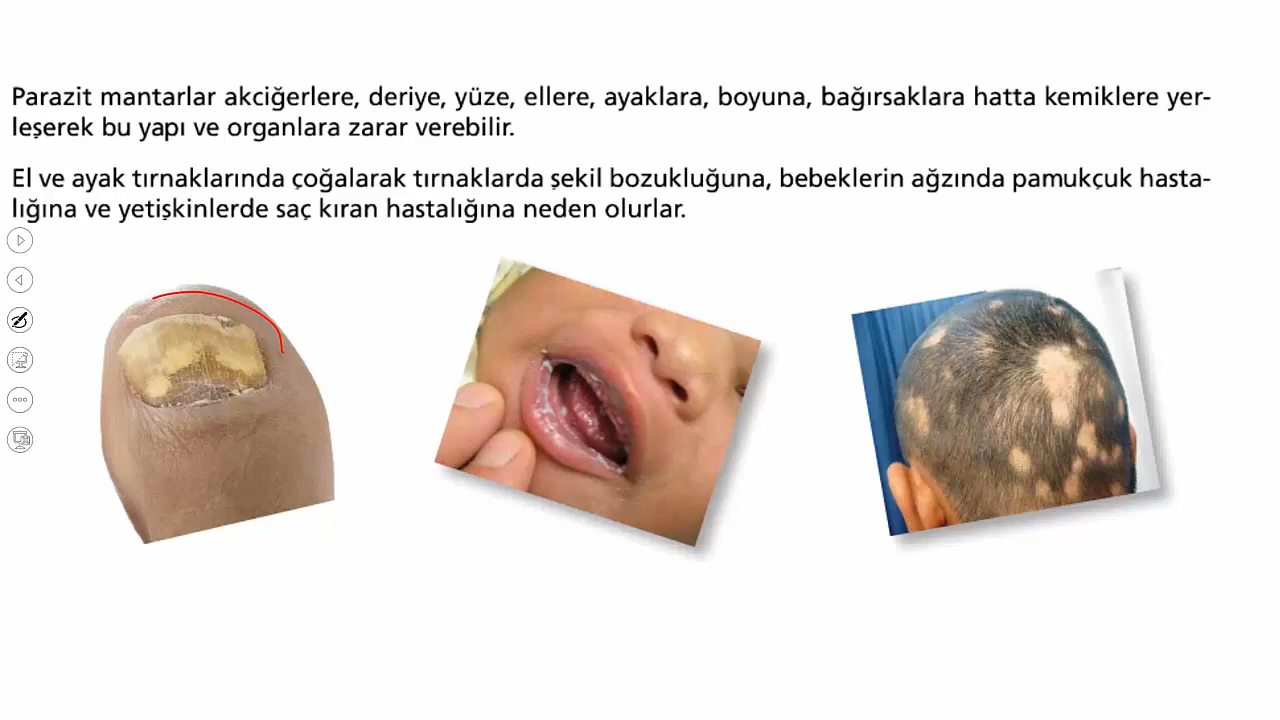 Parazit mantarlar akciğerlere, deriye, yüze, ellere, ayaklara, boyuna, bağırsaklara hatta kemiklere yer-
leşerek bu yapı ve organlara zarar verebilir.
El ve ayak tırnaklarında çoğalarak tırnaklarda şekil bozukluğuna, bebeklerin ağzında pamukçuk hasta-
lığına ve yetişkinlerde saç kıran hastalığına neden olurlar.